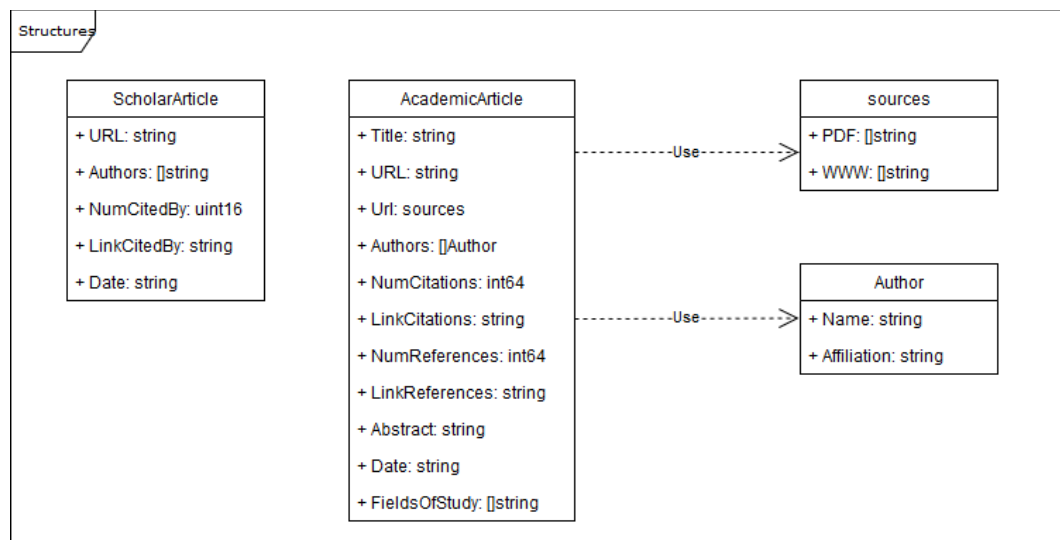 Structures
ScholarArticle
+ URL: string
+ Authors: []string
+ NumCitedBy: uint16
+ LinkCitedBy: string
+ Date: string
AcademicArticle
+ Title: string
+ URL: string
+ Url: sources
+ Authors: []Author
+ NumCitations: int64
+ LinkCitations: string
+ NumReferences: int64
+ LinkReferences: string
+ Abstract: string
+ Date: string
+ FieldsOfStudy: []string
Use
Use
sources
+ PDF: []string
+ WWW: []string
Author
+ Name: string
+ Affiliation: string